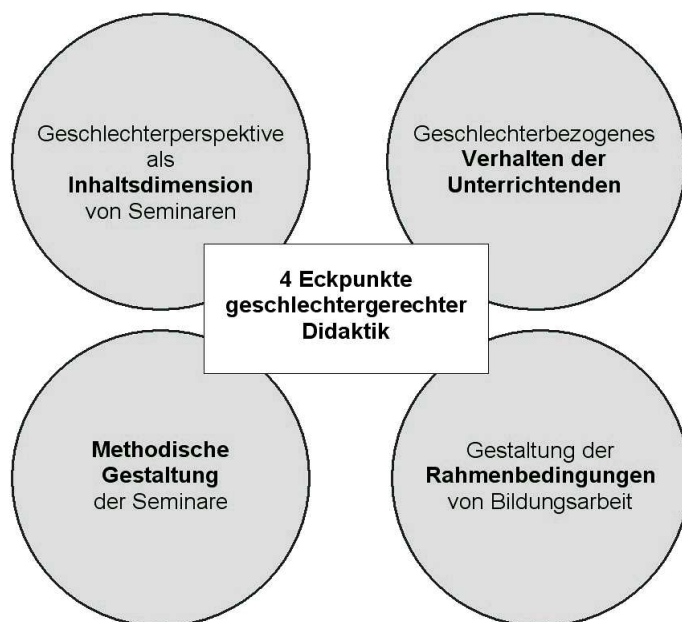 Geschlechterperspektive
als
Inhaltsdimension
von Seminaren
Geschlechterbezogenes
Verhalten der
Unterrichtenden
4 Eckpunkte
geschlechtergerechter
Didaktik
Methodische
Gestaltung
der Seminare
Gestaltung der
Rahmenbedingungen
von Bildungsarbeit